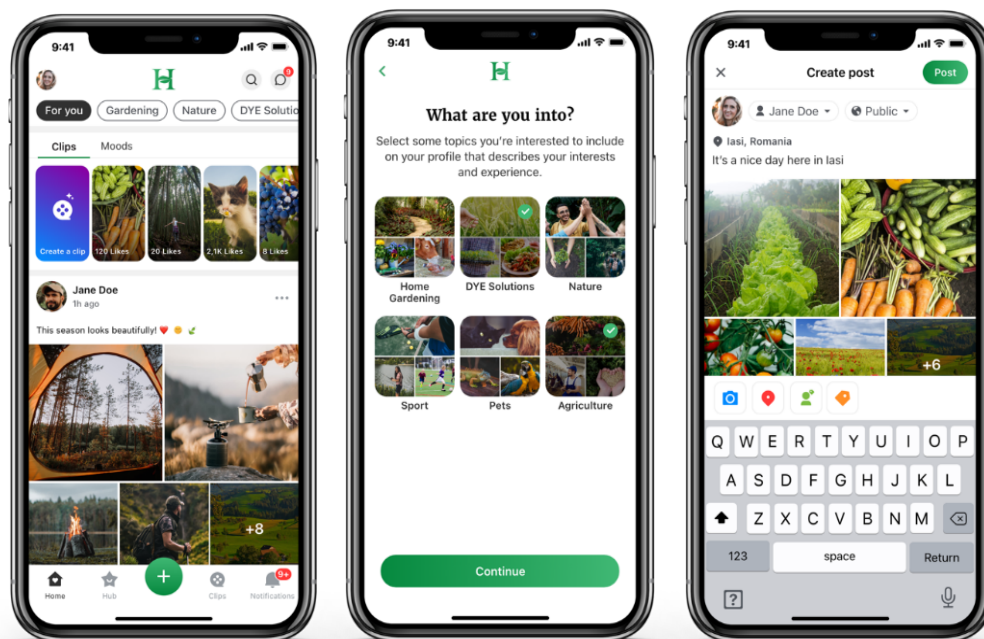 9:41
H
9
For you
Gardening
Nature
DYE Solutio
Clips
Moods
Create a clip
120 Likes
20 Likes
2,1K Likes
8 Likes
Jane Doe
1h ago
This season looks beautifully!
+8
Home
Hub
Clips
Notifications
9+
9:41
H
What are you into?
Select some topics you're interested to include
on your profile that describes your interests
and experience.
Home
Gardening
DYE Solutions
Nature
Sport
Pets
Agriculture
Continue
9:41
Create post
Post
Jane Doe
Public
Iasi, Romania
It's a nice day here in Iasi
+6
Q W E R T Y U I O P
A S D F G H J K L
Z X C V B N M
123
space
Return
?